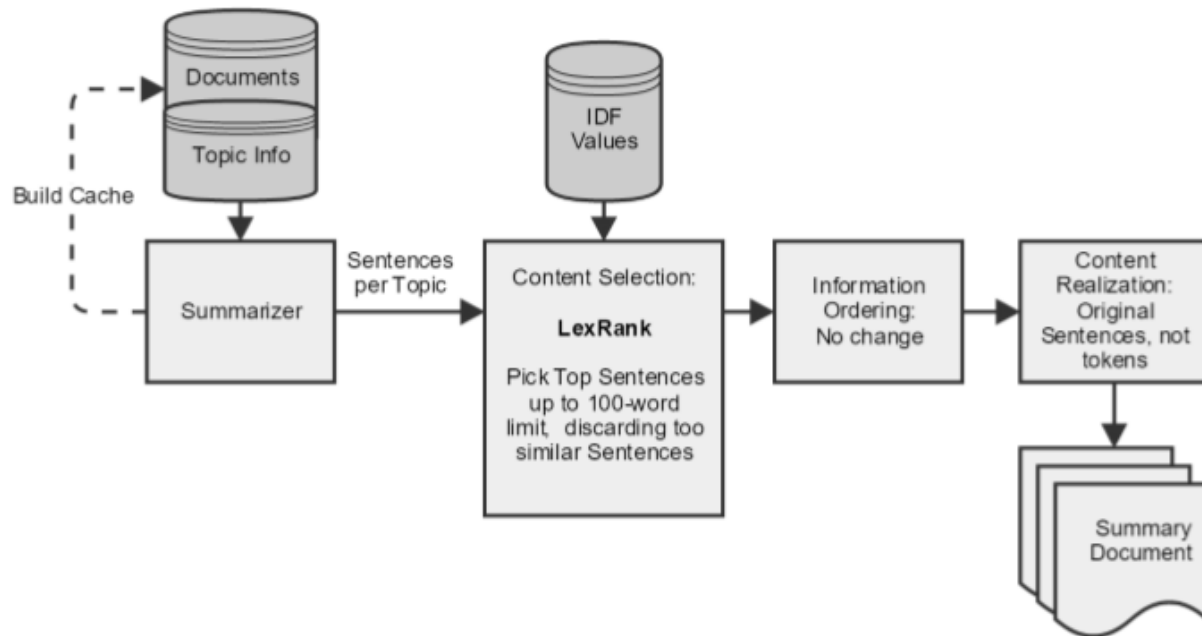 Documents
Topic Info
Build Cache
IDF
Values
Summarizer
Sentences
per Topic
Content Selection:
LexRank
Pick Top Sentences
up to 100-word
limit, discarding too
similar Sentences
Information
Ordering:
No change
Content
Realization:
Original
Sentences, not
tokens
Summary
Document